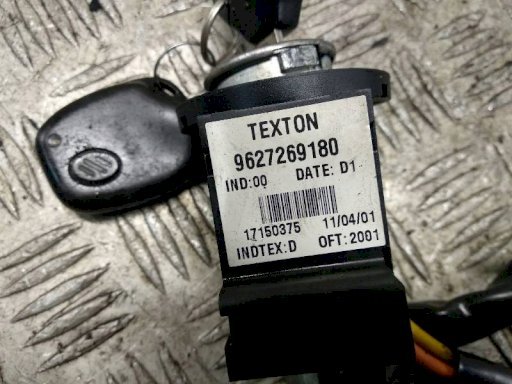 TEXTON
9627269180
IND:00 DATE: D1
17150375 11/04/01
INDTEX:D OFT:2001